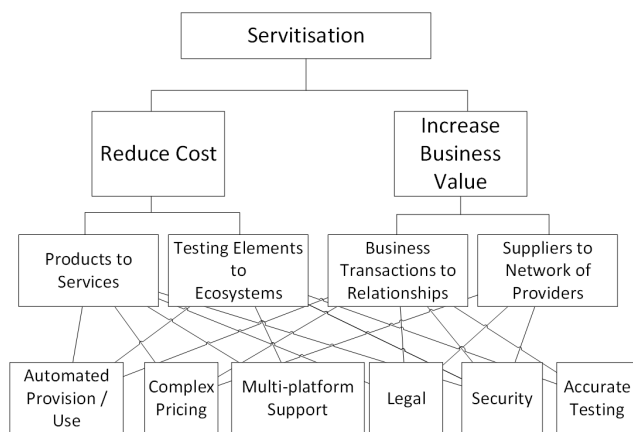 Servitisation
Reduce Cost
Increase
Business
Value
Products to
Services
Testing Elements
to
Ecosystems
Business
Transactions to
Relationships
Suppliers to
Network of
Providers
Automated
Provision /
Use
Complex
Pricing
Multi-platform
Support
Legal
Security
Accurate
Testing